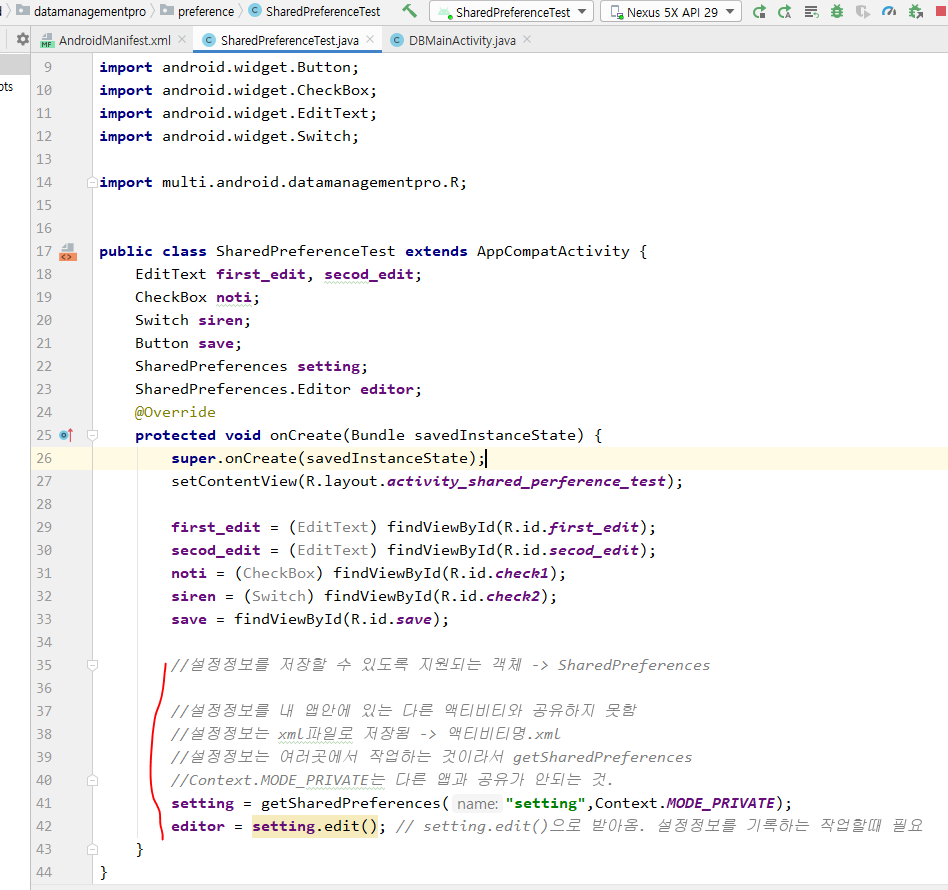 datamanagementpro preference SharedPreferenceTest SharedPreferenceTest Nexus 5X API 29
AndroidManifest.xml SharedPreferenceTest.java DBMainActivity.java
9 import android.widget.Button;
pts
10 import android.widget.CheckBox;
11 import android.widget.EditText;
12 import android.widget.Switch;
13
14 import multi.android.datamanagementpro.R;
15
16
17 public class SharedPreferenceTest extends AppCompatActivity {
18 EditText first_edit, secod_edit;
19 CheckBox noti;
20 Switch siren;
21 Button save;
22 SharedPreferences setting;
23 SharedPreferences.Editor editor;
24 @Override
25 protected void onCreate(Bundle savedInstanceState) {
26 super.onCreate(savedInstanceState);
27 setContentView(R.layout.activity_shared_perference_test);
28
29 first_edit = (EditText) findViewById(R.id.first_edit);
30 secod_edit = (EditText) findViewById(R.id.secod_edit);
31 noti = (CheckBox) findViewById(R.id.check1);
32 siren = (Switch) findViewById(R.id.check2);
33 save = findViewById(R.id.save);
34
35 //설정정보를 저장할 수 있도록 지원되는 객체 -> SharedPreferences
36
37 //설정정보를 내 앱안에 있는 다른 액티비티와 공유하지 못함
38 //설정정보는 xml파일로 저장됨 -> 액티비티명.xml
39 //설정정보는 여러곳에서 작업하는 것이라서 getSharedPreferences
40 //Context.MODE_PRIVATE는 다른 앱과 공유가 안되는 것.
41 setting = getSharedPreferences( name: "setting",Context.MODE_PRIVATE);
42 editor = setting.edit(); // setting.edit()으로 받아옴. 설정정보를 기록하는 작업할때 필요
43 }
44 }